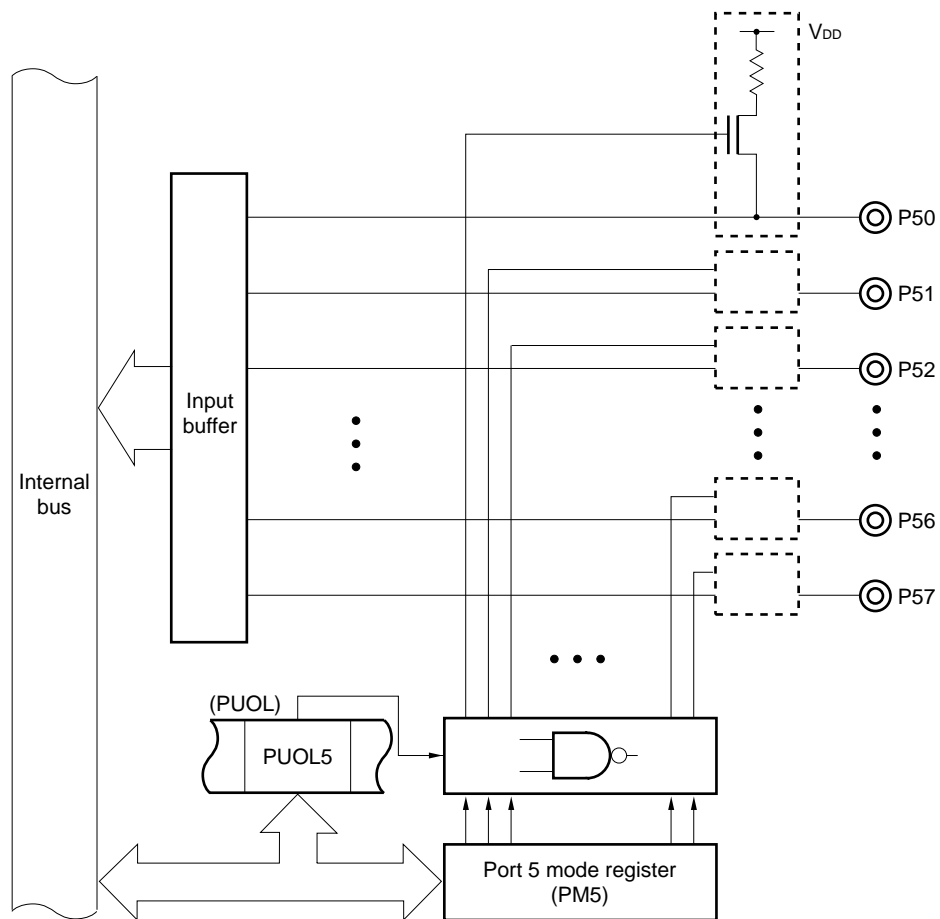 VDD
P50
P51
P52
Input
buffer
Internal
bus
P56
P57
(PUOL)
PUOL5
Port 5 mode register
(PM5)